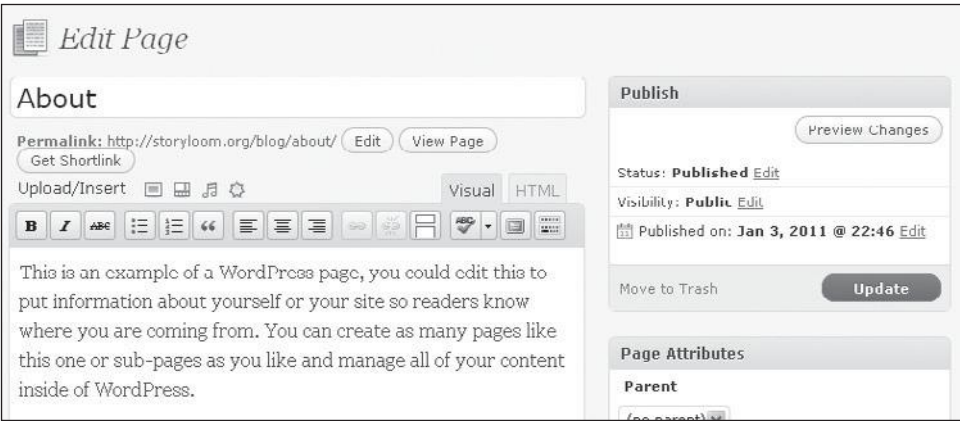 Edit Page
About
Permalink: http://storyloom.org/blog/about/ Edit View Page
Get Shortlink
Upload/Insert Visual HTML
B I ABC ABC
This is an example of a WordPress page, you could edit this to
put information about yourself or your site so readers know
where you are coming from. You can create as many pages like
this one or sub-pages as you like and manage all of your content
inside of WordPress.
Publish
Preview Changes
Status: Published Edit
Visibility: Public Edit
Published on: Jan 3, 2011 @ 22:46 Edit
Move to Trash Update
Page Attributes
Parent
(no parent)